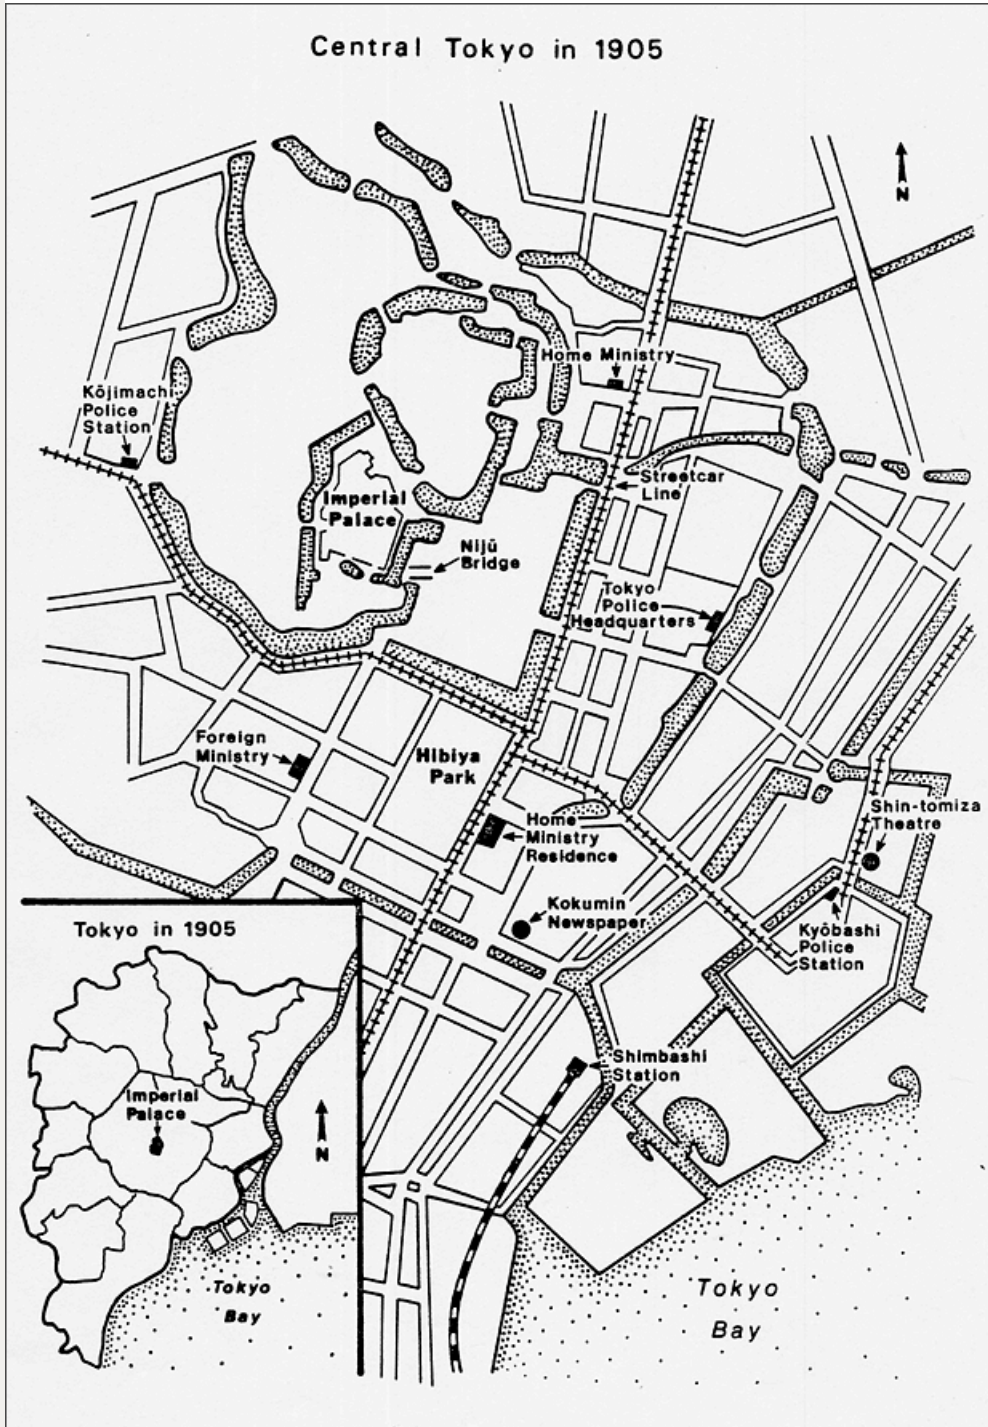 Central Tokyo in 1905
N
Home Ministry
Kōjimachi
Police
Station
Streetcar
Line
Imperial
Palace
Nijū
Bridge
Tokyo
Police
Headquarters
Foreign
Ministry
Hibiya
Park
Shin-tomiza
Theatre
Home
Ministry
Residence
Kokumin
Newspaper
Kyōbashi
Police
Station
Shimbashi
Station
Tokyo
Bay
Tokyo in 1905
Imperial
Palace
N
Tokyo
Bay